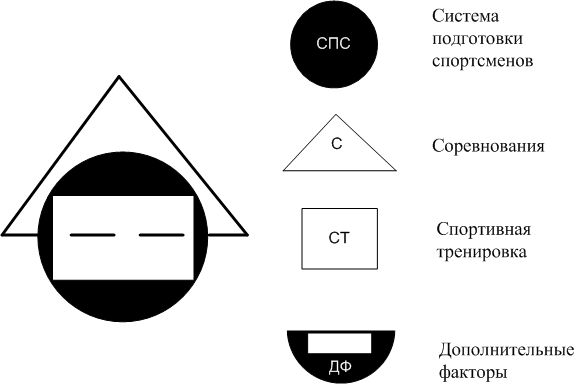 СПС
Система
подготовки
спортсменов
С
Соревнования
СТ
Спортивная
тренировка
ДФ
Дополнительные
факторы